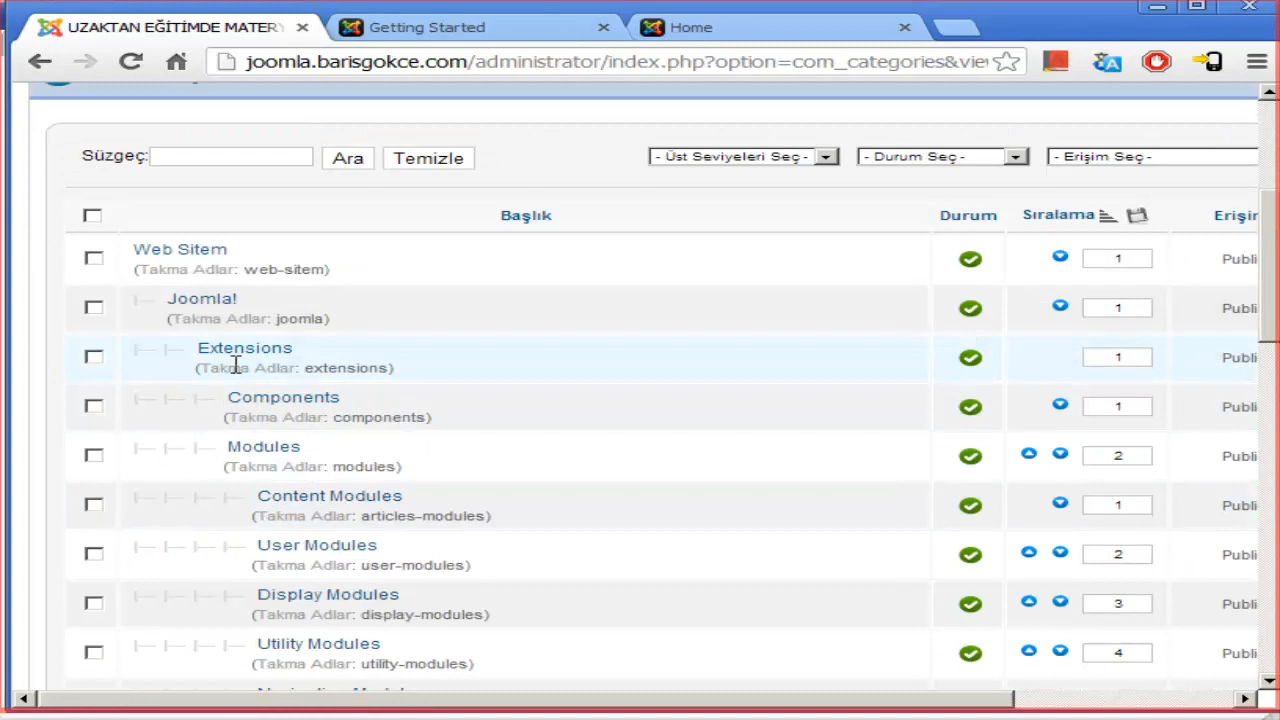 UZAKTAN EĞİTİMDE MATERY
Getting Started
Home
joomla.barisgokce.com/administrator/index.php?option=com_categories&view
Süzgeç:
Ara
Temizle
- Üst Seviyeleri Seç -
- Durum Seç -
- Erişim Seç -
Başlık
Durum
Sıralama
Erişim
Web Sitem
(Takma Adlar: web-sitem)
1
Publi
Joomla!
(Takma Adlar: joomla)
1
Publi
Extensions
(Takma Adlar: extensions)
1
Publi
Components
(Takma Adlar: components)
1
Publi
Modules
(Takma Adlar: modules)
2
Publi
Content Modules
(Takma Adlar: articles-modules)
1
Publi
User Modules
(Takma Adlar: user-modules)
2
Publi
Display Modules
(Takma Adlar: display-modules)
3
Publi
Utility Modules
(Takma Adlar: utility-modules)
4
Publi